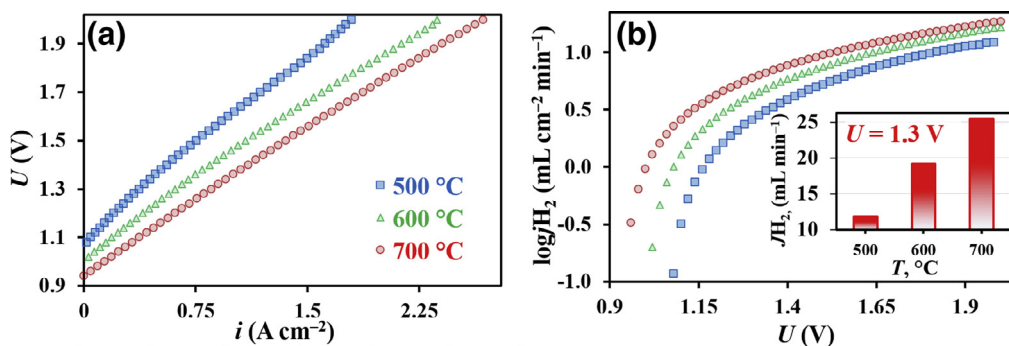 (a)
U (V)
1.9
1.7
1.5
1.3
1.1
0.9
500 °C
600 °C
700 °C
0
0.75
1.5
2.25
i (A cm⁻²)
(b)
logjH₂ (mL cm⁻² min⁻¹)
1.0
0.5
0.0
-0.5
-1.0
0.9
1.15
1.4
1.65
1.9
U (V)
U = 1.3 V
JH₂, (mL min⁻¹)
25
20
15
10
500
600
700
T, °C